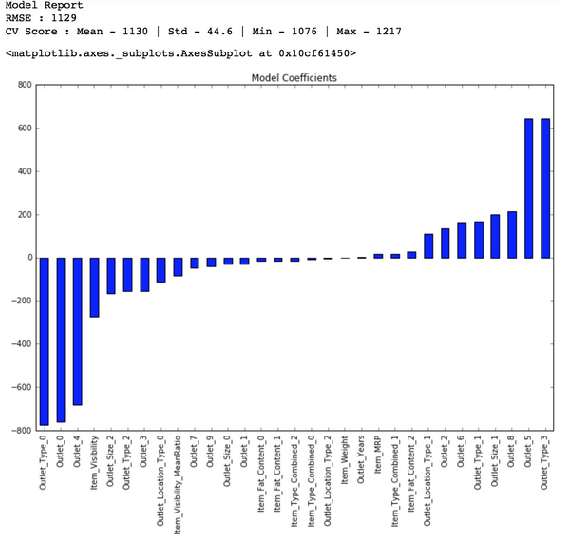 Model Report
RMSE : 1129
CV Score : Mean - 1130 | Std - 44.6 | Min - 1076 | Max - 1217
<matplotlib.axes._subplots.AxesSubplot at 0x10cf61450>
Model Coefficients
800
600
400
200
0
−200
−400
−600
−800
Outlet_Type_0
Outlet_0
Outlet_4
Item_Visibility
Outlet_Size_2
Outlet_Type_2
Outlet_3
Outlet_Location_Type_0
Item_Visibility_MeanRatio
Outlet_7
Outlet_9
Outlet_Size_0
Outlet_1
Item_Fat_Content_0
Item_Fat_Content_1
Item_Type_Combined_2
Item_Type_Combined_0
Outlet_Location_Type_2
Item_Weight
Outlet_Years
Item_MRP
Item_Type_Combined_1
Item_Fat_Content_2
Outlet_Location_Type_1
Outlet_2
Outlet_6
Outlet_Type_1
Outlet_Size_1
Outlet_8
Outlet_5
Outlet_Type_3